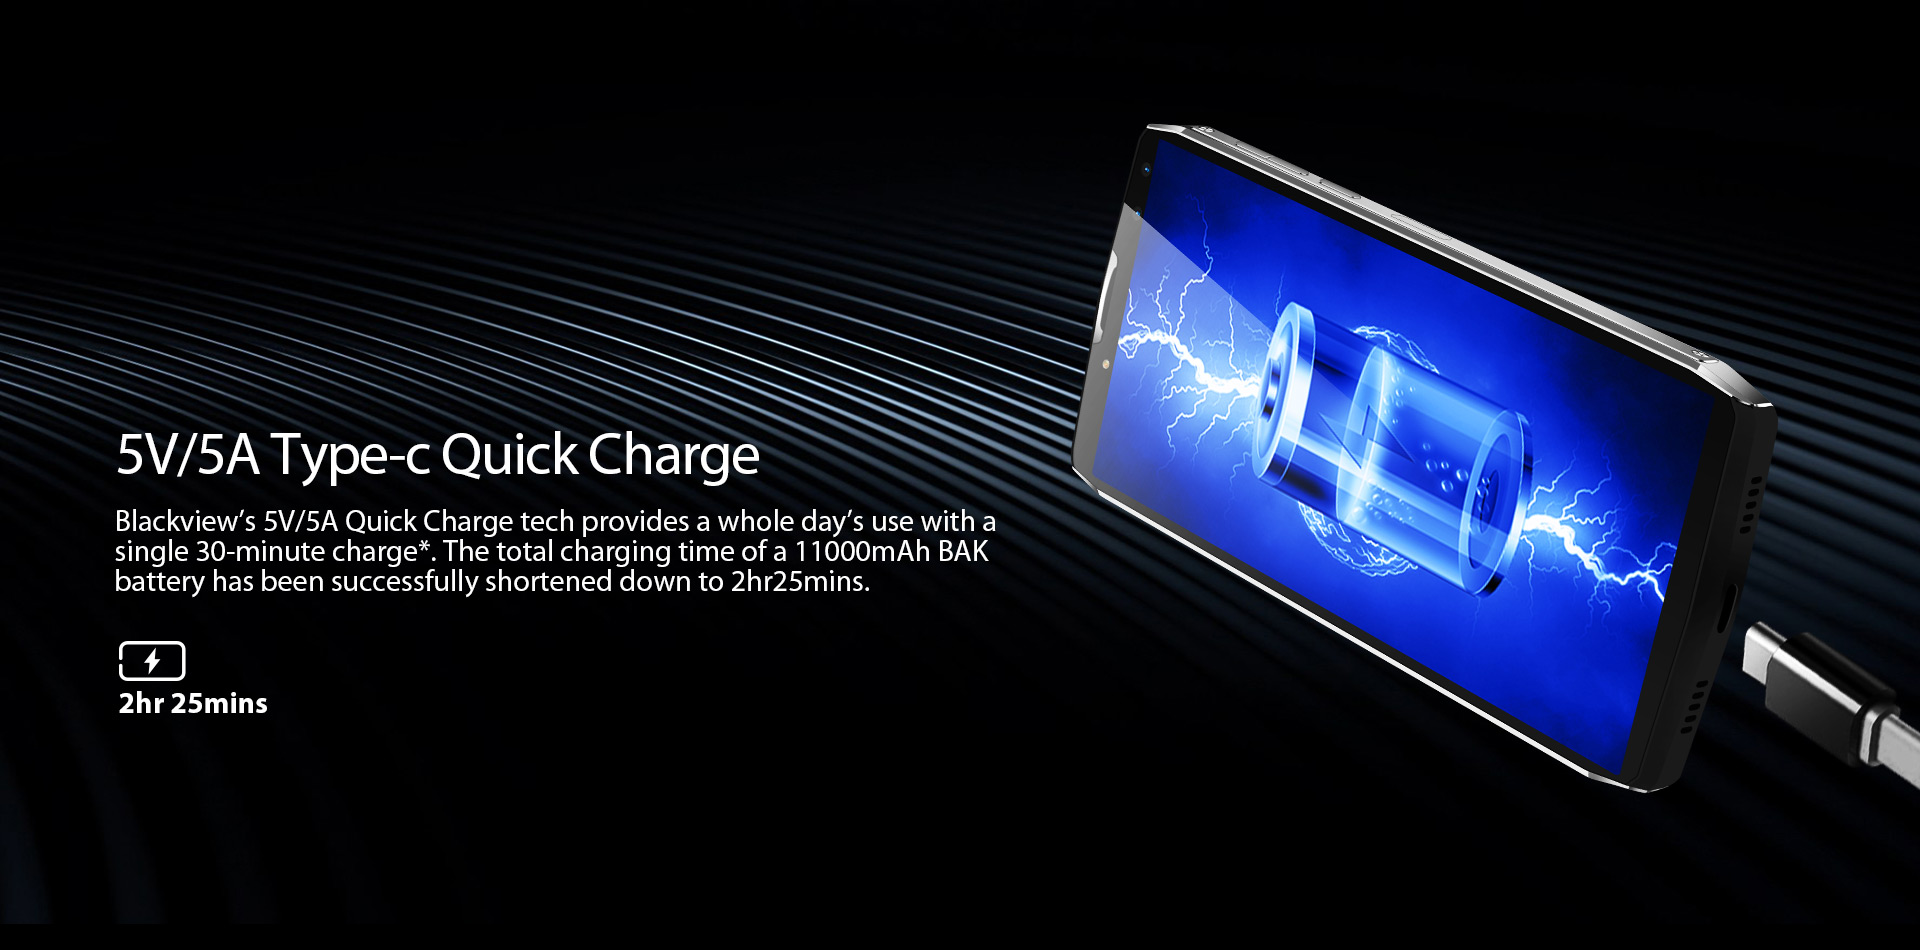 5V/5A Type-c Quick Charge
Blackview’s 5V/5A Quick Charge tech provides a whole day’s use with a
single 30-minute charge*. The total charging time of a 11000mAh BAK
battery has been successfully shortened down to 2hr25mins.
2hr 25mins